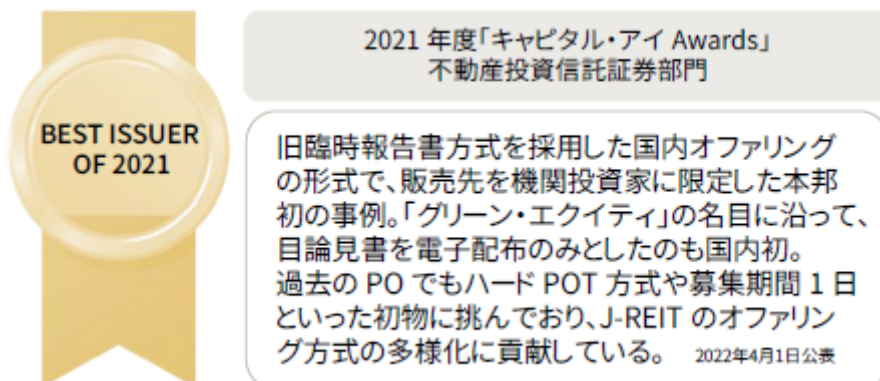 BEST ISSUER
OF 2021
2021 年度「キャピタル・アイ Awards」
不動産投資信託証券部門
旧臨時報告書方式を採用した国内オファリング
の形式で、販売先を機関投資家に限定した本邦
初の事例。「グリーン・エクイティ」の名目に沿って、
目論見書を電子配布のみとしたのも国内初。
過去の PO でもハード POT 方式や募集期間 1 日
といった初物に挑んでおり、J-REIT のオファリン
グ方式の多様化に貢献している。 2022年4月1日公表